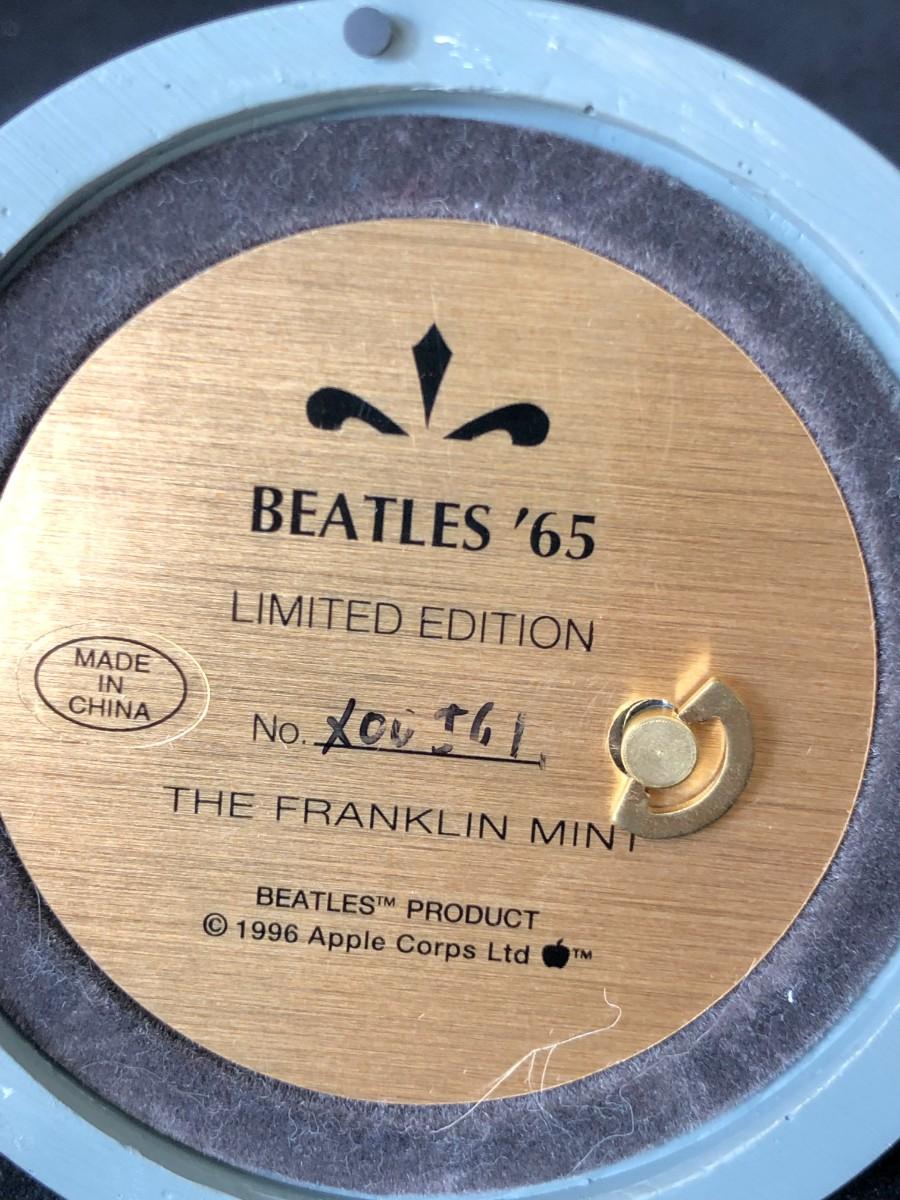 BEATLES '65
LIMITED EDITION
MADE
IN
CHINA
No.
THE FRANKLIN MINT
BEATLES™ PRODUCT
© 1996 Apple Corps Ltd ™